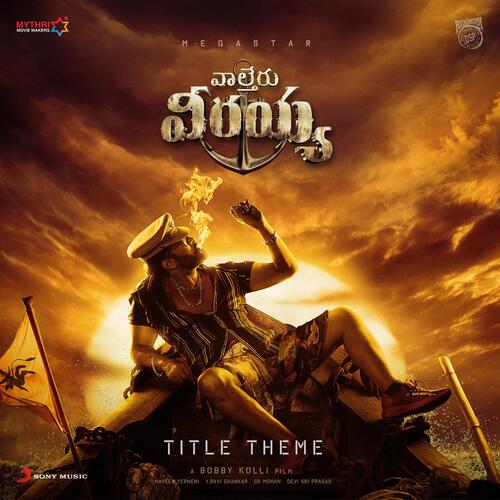 MYTHRI
MOVIE MAKERS
DSP
MEGASTAR
వాల్తేరు
వీరయ్య
TITLE THEME
A BOBBY KOLLI FILM
NAVEEN YERNENI Y.RAVI SHANKAR GK MOHAN DEVI SRI PRASAD
SONY MUSIC